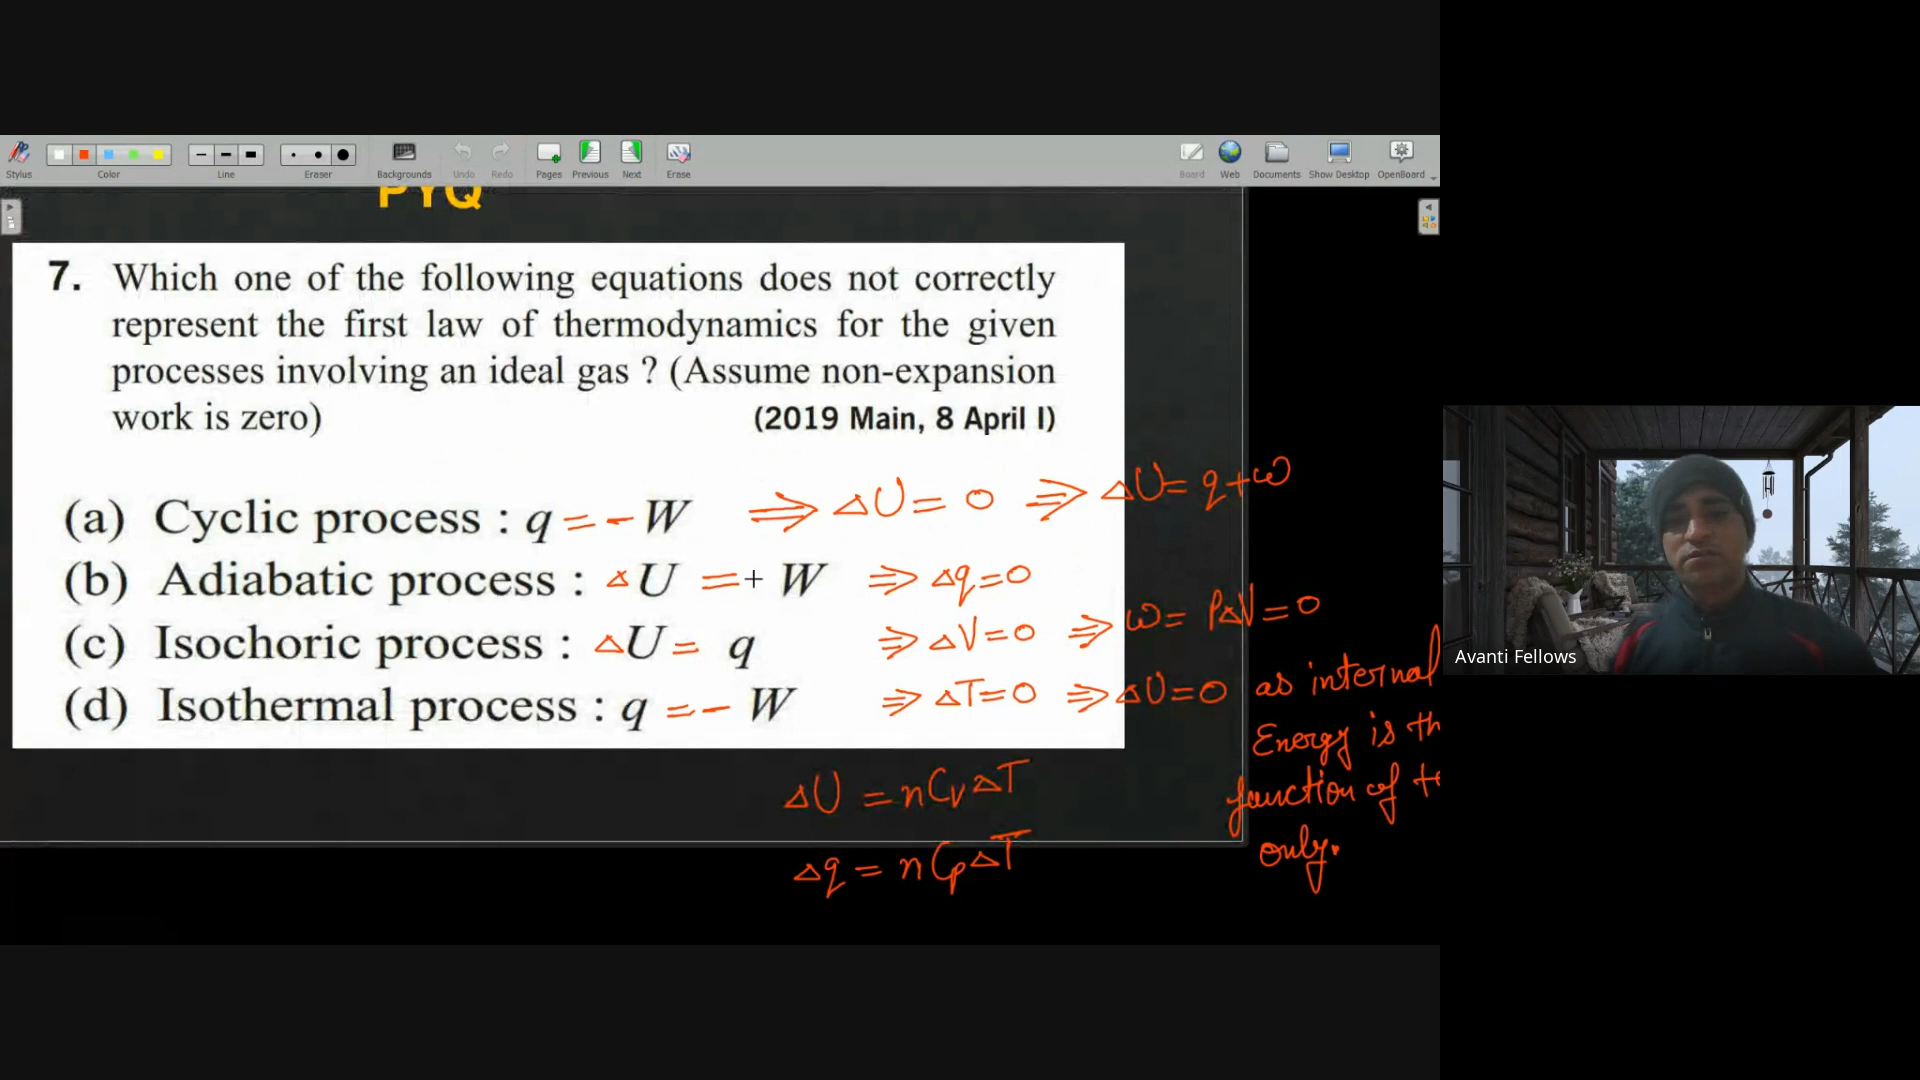 Stylus
Color
Line
Eraser
Backgrounds
Undo
Redo
Pages
Previous
Next
Erase
Board
Web
Documents
Show Desktop
OpenBoard
PYQ
7. Which one of the following equations does not correctly
represent the first law of thermodynamics for the given
processes involving an ideal gas ? (Assume non-expansion
work is zero) (2019 Main, 8 April I)
(a) Cyclic process : q = - W ⇒ ΔU = 0 ⇒ ΔU = q+w
(b) Adiabatic process : ΔU =+ W ⇒ Δq=0
(c) Isochoric process : ΔU = q ⇒ ΔV=0 ⇒ w = PΔV=0
(d) Isothermal process : q =- W ⇒ ΔT=0 ⇒ ΔU=0 as internal
Energy is
function of
only.
ΔU = nCvΔT
Δq = nCpΔT
Avanti Fellows